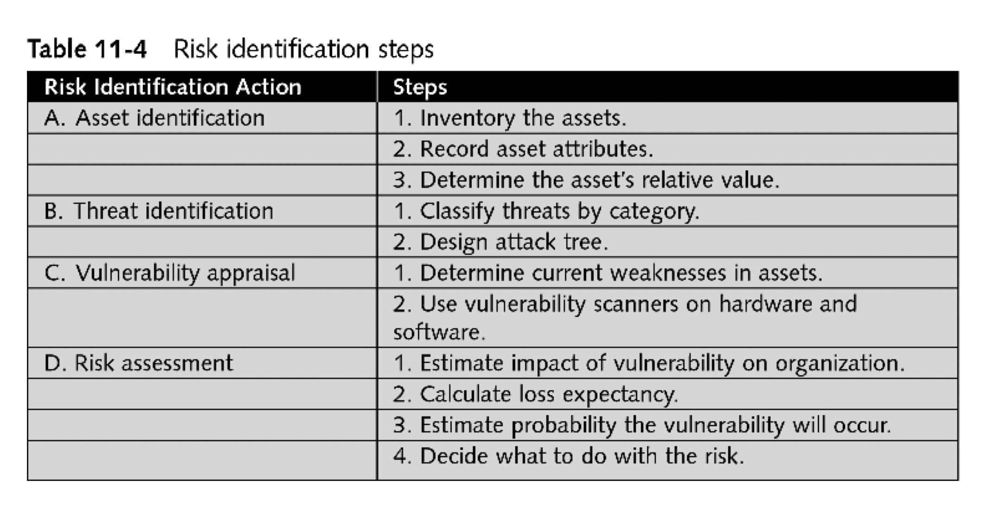 Table 11-4 Risk identification steps
Risk Identification Action Steps
A. Asset identification 1. Inventory the assets.
2. Record asset attributes.
3. Determine the asset's relative value.
B. Threat identification 1. Classify threats by category.
2. Design attack tree.
C. Vulnerability appraisal 1. Determine current weaknesses in assets.
2. Use vulnerability scanners on hardware and
software.
D. Risk assessment 1. Estimate impact of vulnerability on organization.
2. Calculate loss expectancy.
3. Estimate probability the vulnerability will occur.
4. Decide what to do with the risk.